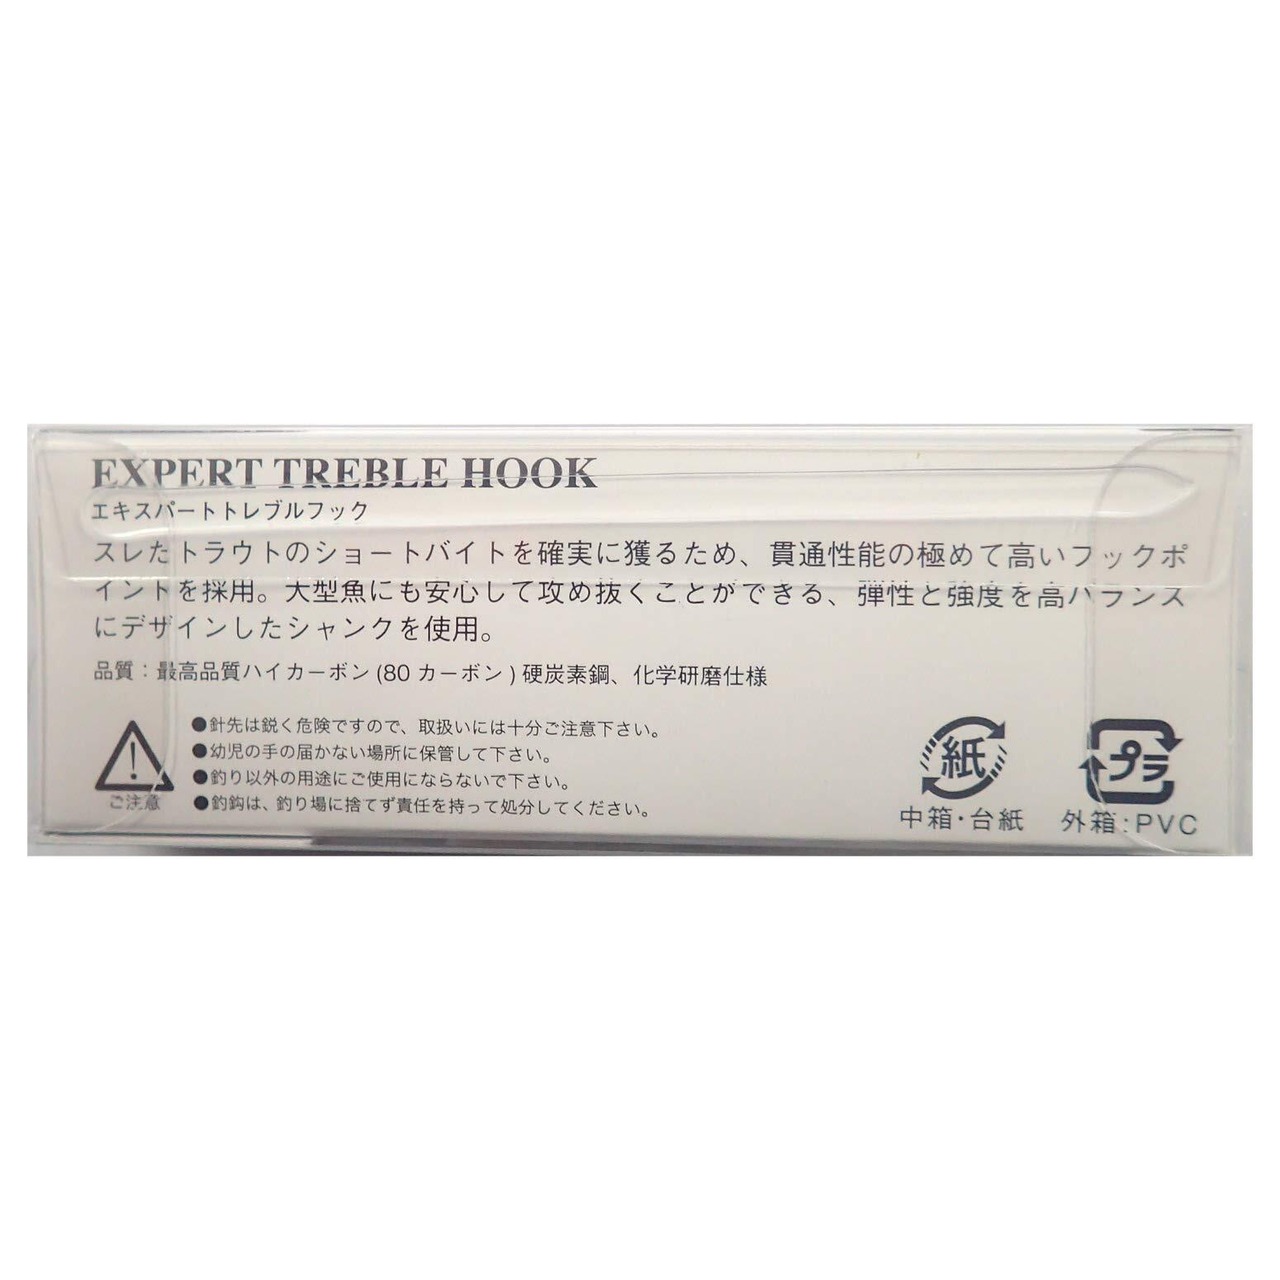 EXPERT TREBLE HOOK
エキスパートトレブルフック
スレたトラウトのショートバイトを確実に獲るため、貫通性能の極めて高いフックポ
イントを採用。大型魚にも安心して攻め抜くことができる、弾性と強度を高バランス
にデザインしたシャンクを使用。
品質：最高品質ハイカーボン(80 カーボン)硬炭素鋼、化学研磨仕様
●針先は鋭く危険ですので、取扱いには十分ご注意下さい。
●幼児の手の届かない場所に保管して下さい。
●釣り以外の用途にご使用にならないで下さい。
●釣鈎は、釣り場に捨てず責任を持って処分してください。
ご注意
紙
中箱・台紙
プラ
外箱：PVC